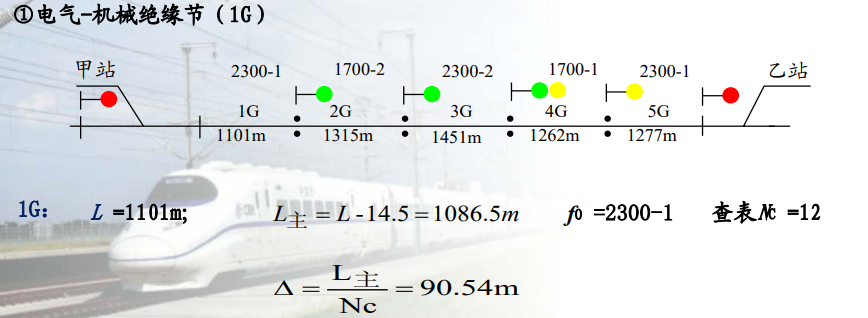 ①电气-机械绝缘节（1G）
甲站 2300-1 1700-2 2300-2 1700-1 2300-1 乙站
1G 2G 3G 4G 5G
1101m 1315m 1451m 1262m 1277m
1G: L =1101m; L主 = L -14.5 = 1086.5m f0 =2300-1 查表Nc =12
Δ = L主 / Nc = 90.54m